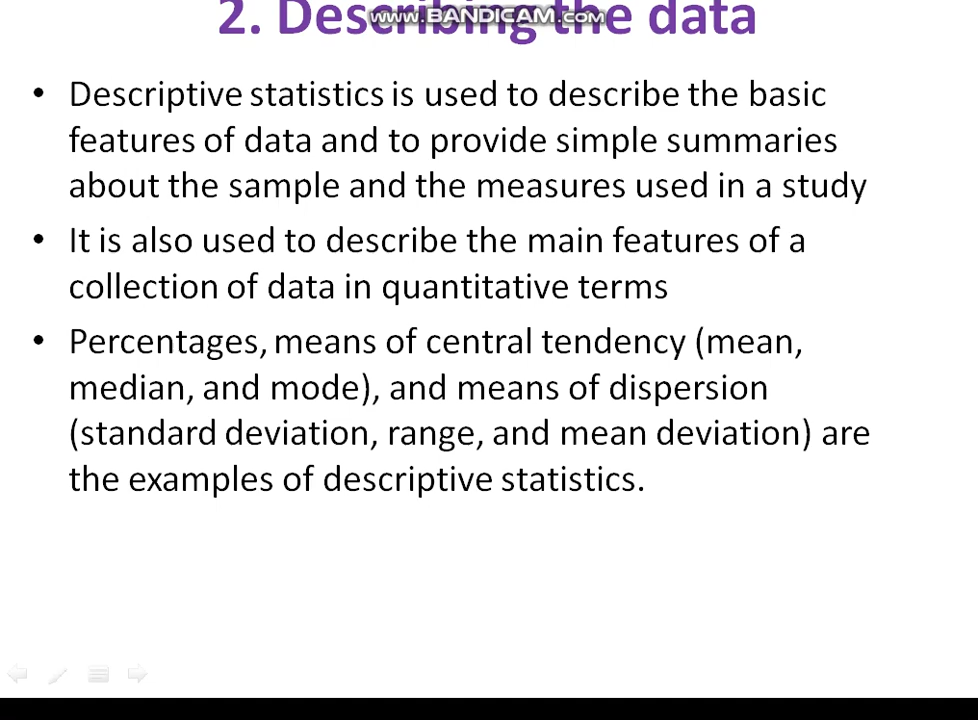 2. Describing the data
www.BANDICAM.com
• Descriptive statistics is used to describe the basic
features of data and to provide simple summaries
about the sample and the measures used in a study
• It is also used to describe the main features of a
collection of data in quantitative terms
• Percentages, means of central tendency (mean,
median, and mode), and means of dispersion
(standard deviation, range, and mean deviation) are
the examples of descriptive statistics.